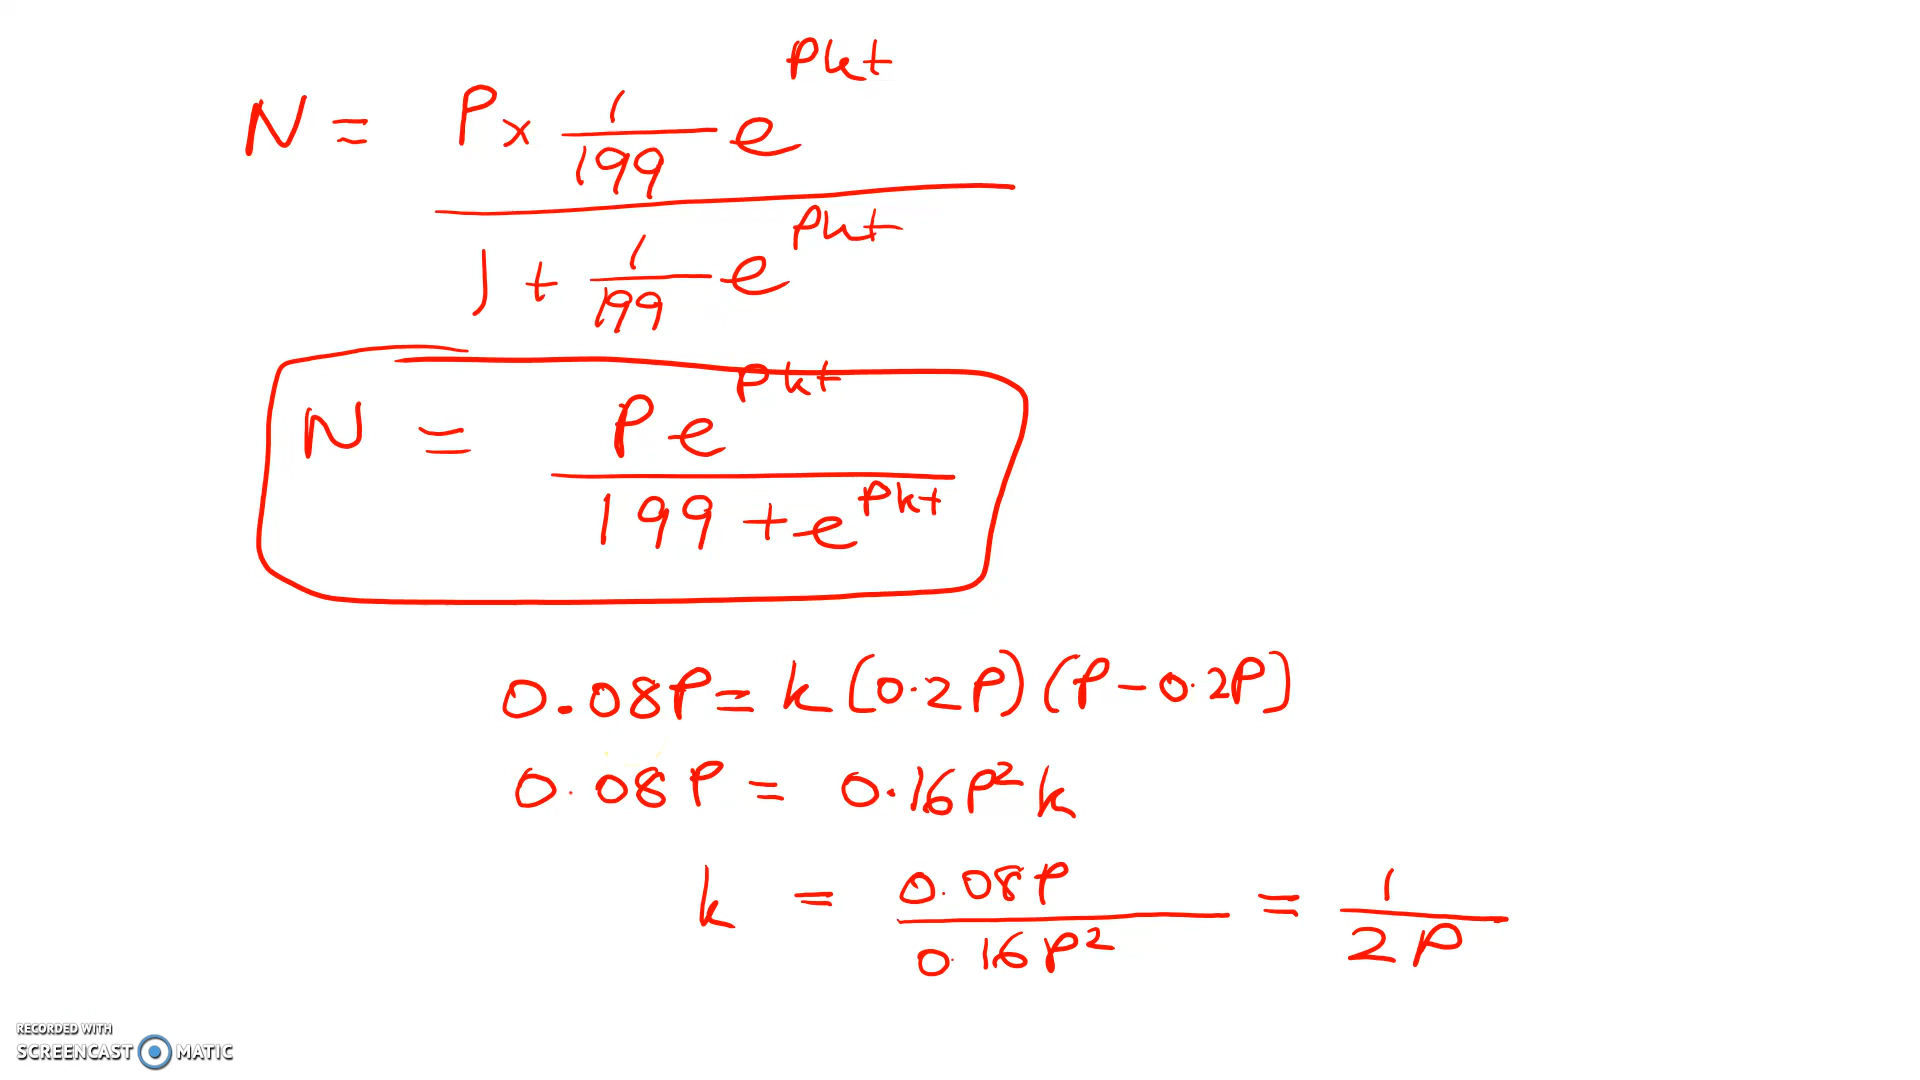 N = P × 1/199 e^Pkt
1 + 1/199 e^Pkt
N = Pe^Pkt
199 + e^Pkt
0.08P = k(0.2P)(P-0.2P)
0.08P = 0.16P²k
k = 0.08P/0.16P² = 1/2P
RECORDED WITH
SCREENCAST MATIC